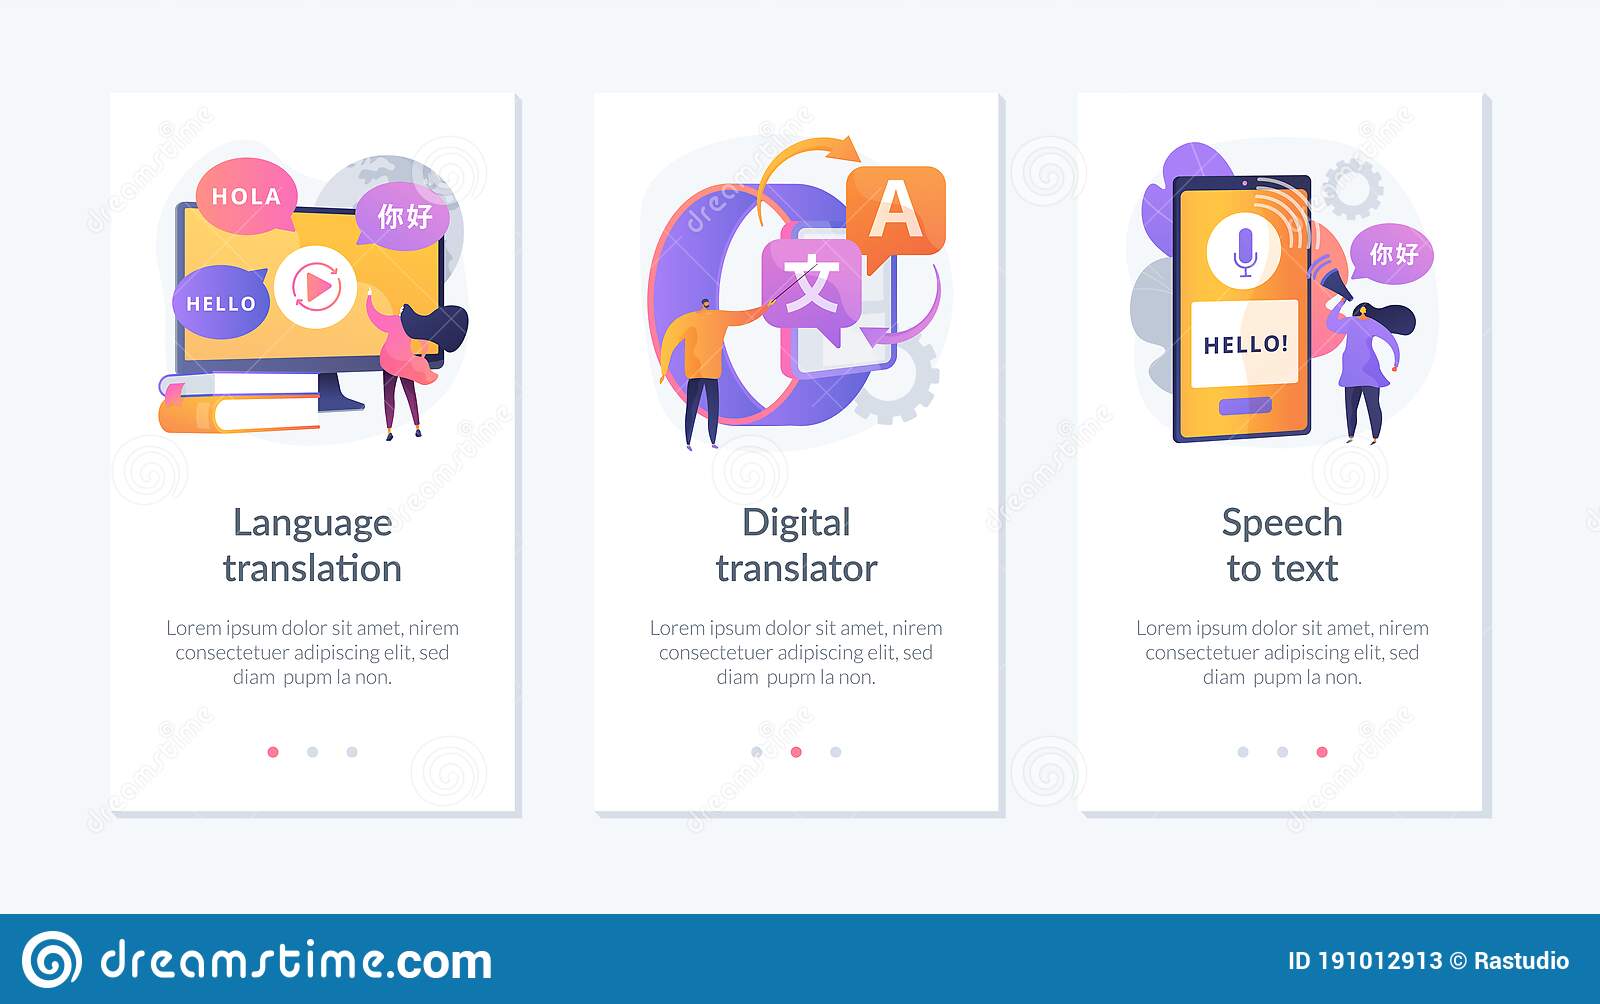 HOLA
你好
HELLO
Language
translation
Lorem ipsum dolor sit amet, nirem
consectetuer adipiscing elit, sed
diam pupm la non.
A
文
Digital
translator
Lorem ipsum dolor sit amet, nirem
consectetuer adipiscing elit, sed
diam pupm la non.
你好
HELLO!
Speech
to text
Lorem ipsum dolor sit amet, nirem
consectetuer adipiscing elit, sed
diam pupm la non.
dreamstime.com
ID 191012913 © Rastudio